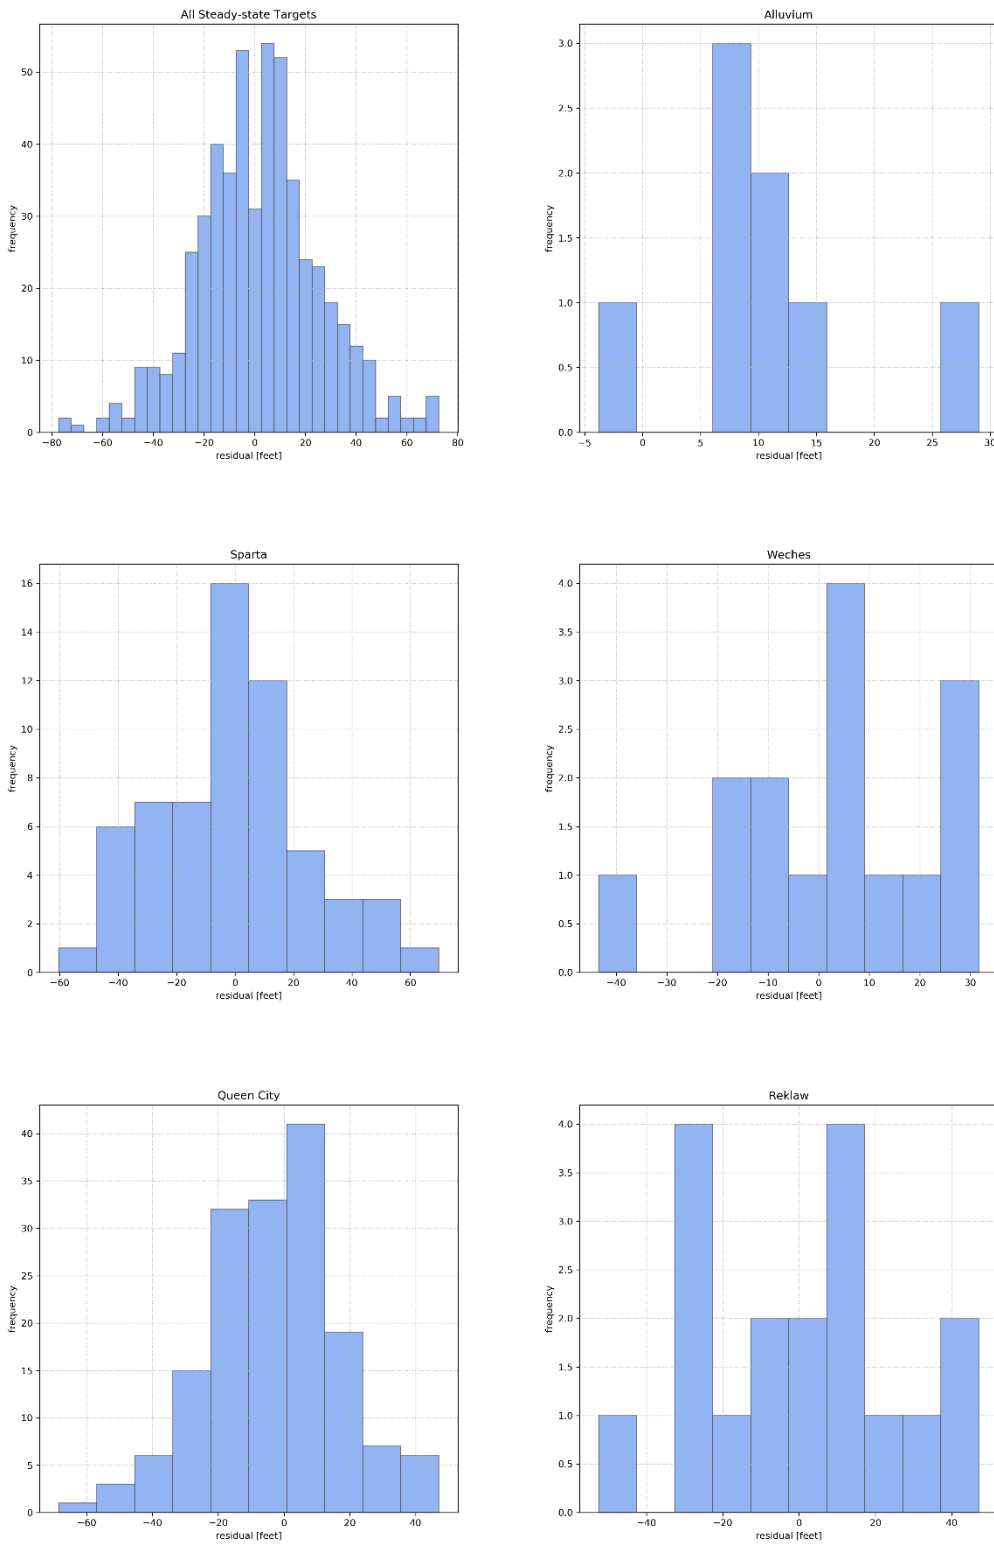 All Steady-state Targets
frequency
50
40
30
20
10
0
−80 −60 −40 −20 0 20 40 60 80
residual [feet]
Alluvium
frequency
3.0
2.5
2.0
1.5
1.0
0.5
0.0
−5 0 5 10 15 20 25 30
residual [feet]
Sparta
frequency
16
14
12
10
8
6
4
2
0
−60 −40 −20 0 20 40 60
residual [feet]
Weches
frequency
4.0
3.5
3.0
2.5
2.0
1.5
1.0
0.5
0.0
−40 −30 −20 −10 0 10 20 30
residual [feet]
Queen City
frequency
40
35
30
25
20
15
10
5
0
−60 −40 −20 0 20 40
residual [feet]
Reklaw
frequency
4.0
3.5
3.0
2.5
2.0
1.5
1.0
0.5
0.0
−40 −20 0 20 40
residual [feet]